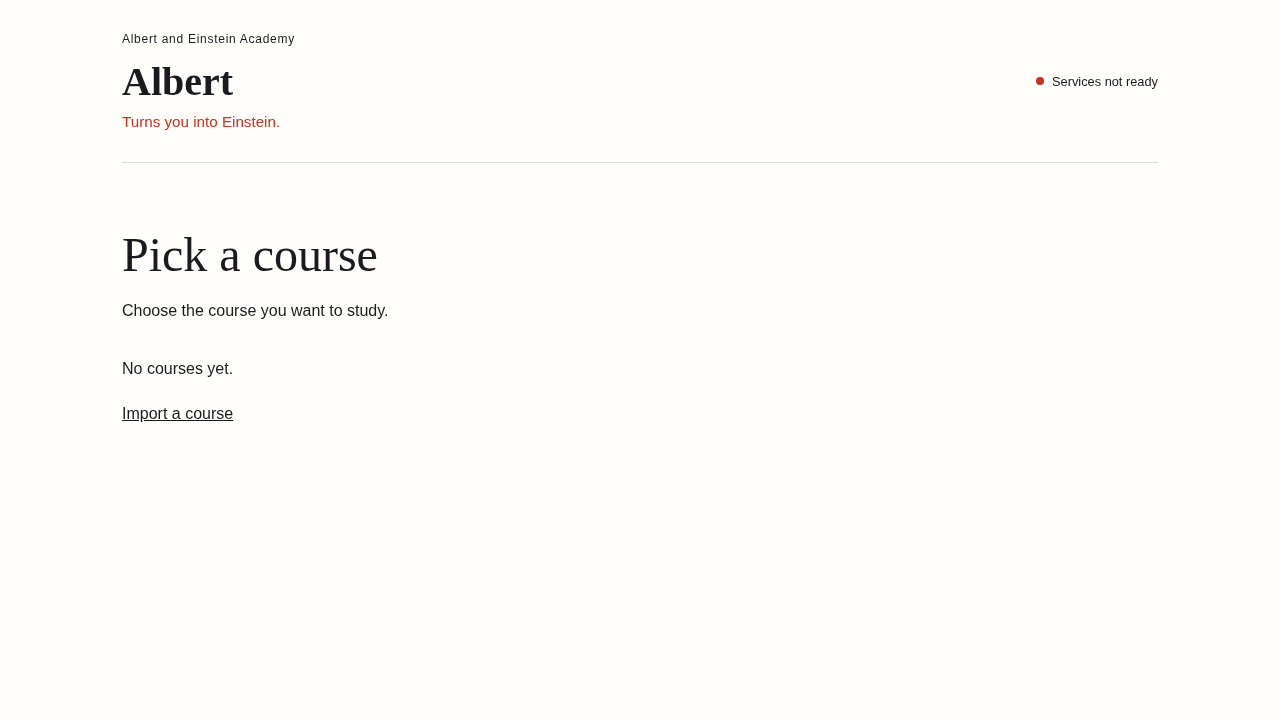 Albert and Einstein Academy
Albert
Turns you into Einstein.
Services not ready
Pick a course
Choose the course you want to study.
No courses yet.
Import a course